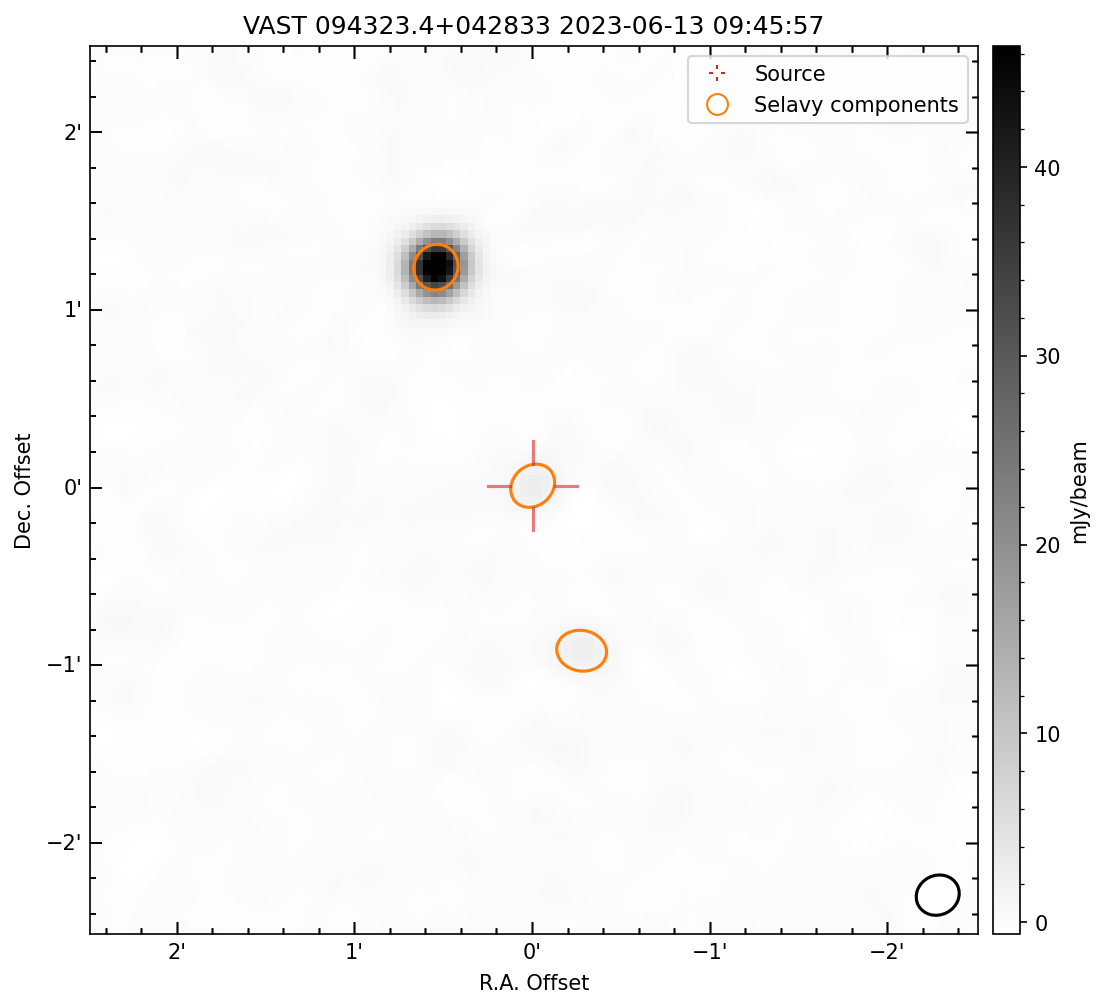 VAST 094323.4+042833 2023-06-13 09:45:57
Source
Selavy components
2'
1'
0'
−1'
−2'
Dec. Offset
2'
1'
0'
−1'
−2'
R.A. Offset
40
30
20
10
0
mJy/beam